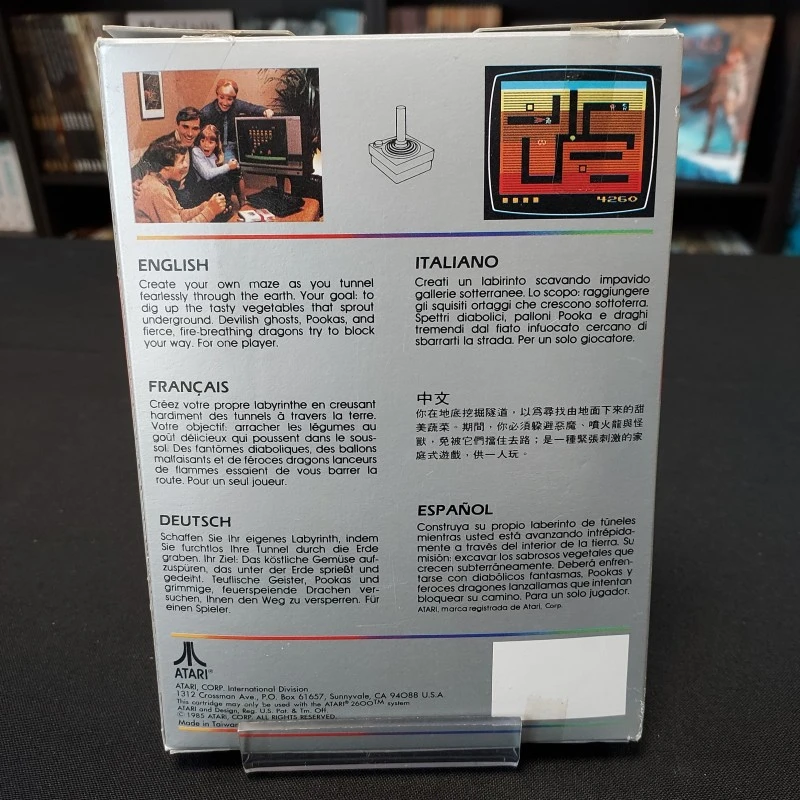 4260
ENGLISH
Create your own maze as you tunnel
fearlessly through the earth. Your goal: to
dig up the tasty vegetables that sprout
underground. Devilish ghosts, Pookas, and
fierce, fire-breathing dragons try to block
your way. For one player.
FRANÇAIS
Créez votre propre labyrinthe en creusant
hardiment des tunnels à travers la terre.
Votre objectif: arracher les légumes au
goût délicieux qui poussent dans le sous-
sol. Des fantômes diaboliques, des ballons
malfaisants et de féroces dragons lanceurs
de flammes essaient de vous barrer la
route. Pour un seul joueur.
DEUTSCH
Schaffen Sie Ihr eigenes Labyrinth, indem
Sie furchtlos Ihre Tunnel durch die Erde
graben. Ihr Ziel: Das köstliche Gemüse auf-
zuspüren, das unter der Erde sprießt und
gedeiht. Teuflische Geister, Pookas und
grimmige, feuerspeiende Drachen ver-
suchen, Ihnen den Weg zu versperren. Für
einen Spieler.
ITALIANO
Creati un labirinto scavando impavido
gallerie sotterranee. Lo scopo: raggiungere
gli squisiti ortaggi che crescono sottoterra.
Spettri diabolici, palloni Pooka e draghi
tremendi dal fiato infuocato cercano di
sbarrarti la strada. Per un solo giocatore.
中文
你在地底挖掘隧道，以爲尋找由地面下來的甜
美蔬菜。期間，你必須躲避惡魔、噴火龍與怪
獸，免被它們擋住去路；是一種緊張刺激的家
庭式遊戲，供一人玩。
ESPAÑOL
Construya su propio laberinto de túneles
mientras usted está avanzando intrépida-
mente a través del interior de la tierra. Su
misión: excavar los sabrosos vegetales que
crecen subterráneamente. Deberá enfren-
tarse con diabólicos fantasmas, Pookas y
feroces dragones lanzallamas que intentan
bloquear su camino. Para un solo jugador.
ATARI, marca registrada de Atari, Corp.
ATARI®
ATARI, CORP. International Division
1312 Crossman Ave., P.O. Box 61657, Sunnyvale, CA 94088 U.S.A.
This cartridge may only be used with the ATARI® 2600™ system
ATARI and Design, Reg. U.S. Pat. & Tm. Off.
© 1985 ATARI, CORP. ALL RIGHTS RESERVED.
Made in Taiwan